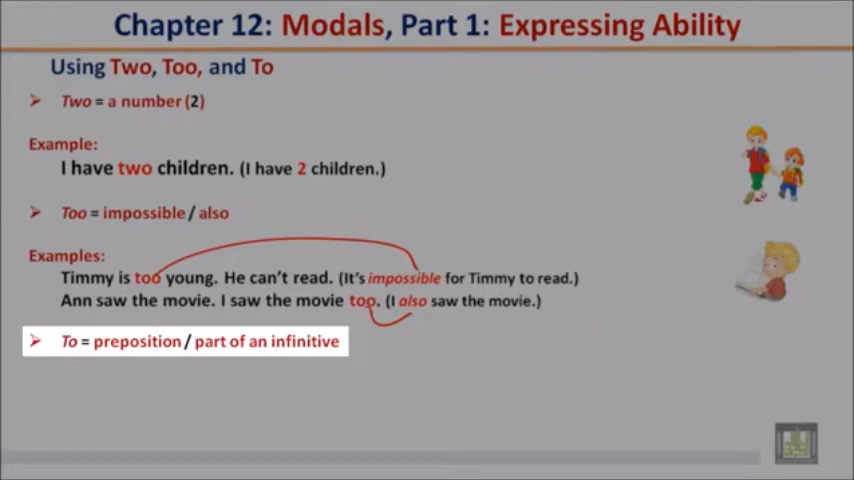 Chapter 12: Modals, Part 1: Expressing Ability
Using Two, Too, and To
➢ Two = a number (2)
Example:
I have two children. (I have 2 children.)
➢ Too = impossible / also
Examples:
Timmy is too young. He can't read. (It's impossible for Timmy to read.)
Ann saw the movie. I saw the movie too. (I also saw the movie.)
➢ To = preposition / part of an infinitive